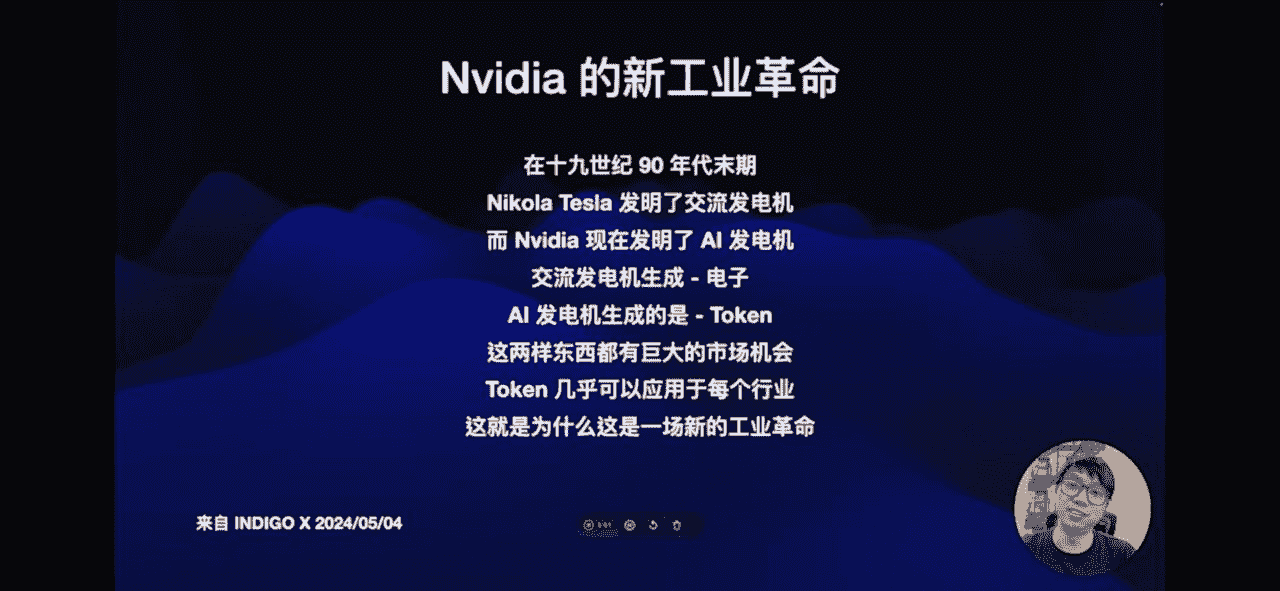 Nvidia 的新工业革命
在十九世纪 90 年代末期
Nikola Tesla 发明了交流发电机
而 Nvidia 现在发明了 AI 发电机
交流发电机生成 - 电子
AI 发电机生成的是 - Token
这两样东西都有巨大的市场机会
Token 几乎可以应用于每个行业
这就是为什么这是一场新的工业革命
来自 INDIGO X 2024/05/04